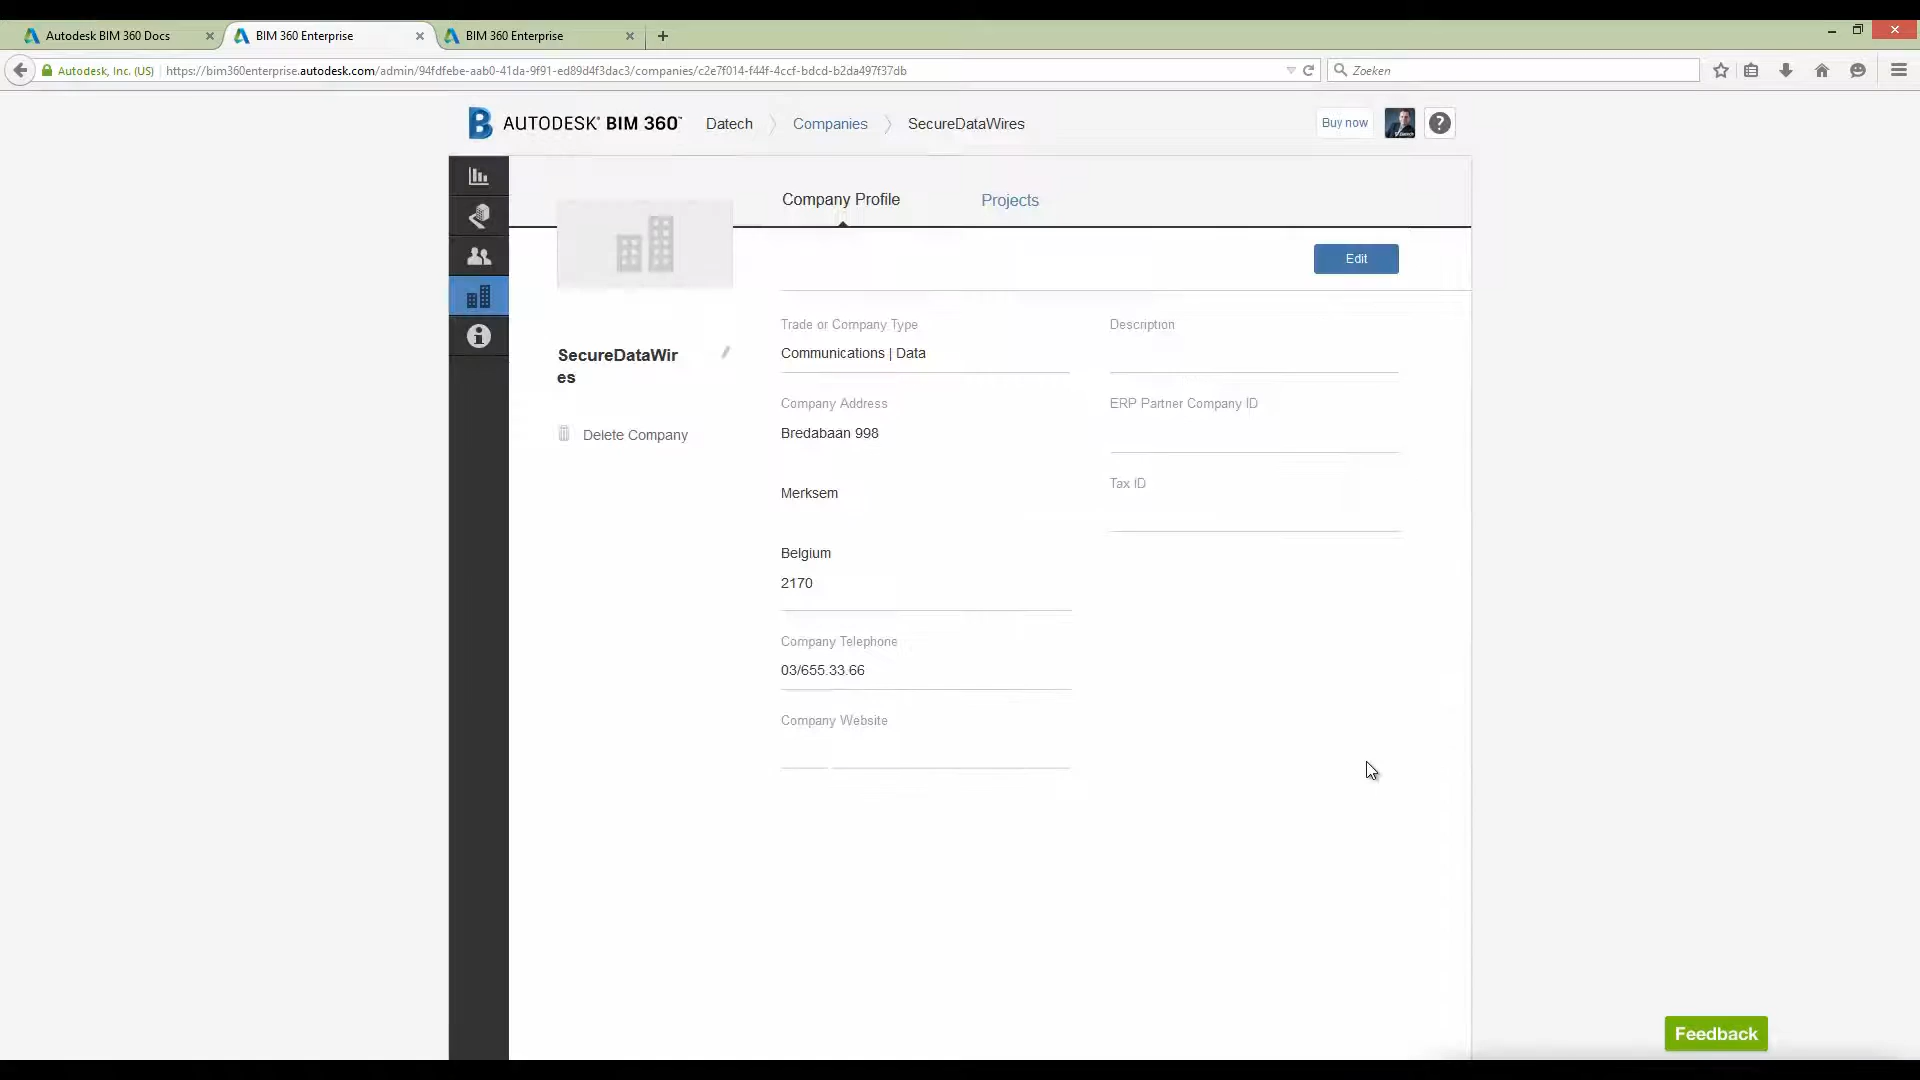 Autodesk BIM 360 Docs
BIM 360 Enterprise
BIM 360 Enterprise
Autodesk, Inc. (US)
https://bim360enterprise.autodesk.com/admin/94fdfebe-aab0-41da-9f91-ed89d4f3dac3/companies/c2e7f014-f44f-4ccf-bdcd-b2da497f37db
Zoeken
AUTODESK® BIM 360™
Datech
Companies
SecureDataWires
Buy now
Company Profile
Projects
Edit
SecureDataWir
es
Delete Company
Trade or Company Type
Communications | Data
Company Address
Bredabaan 998
Merksem
Belgium
2170
Company Telephone
03/655.33.66
Company Website
Description
ERP Partner Company ID
Tax ID
Feedback